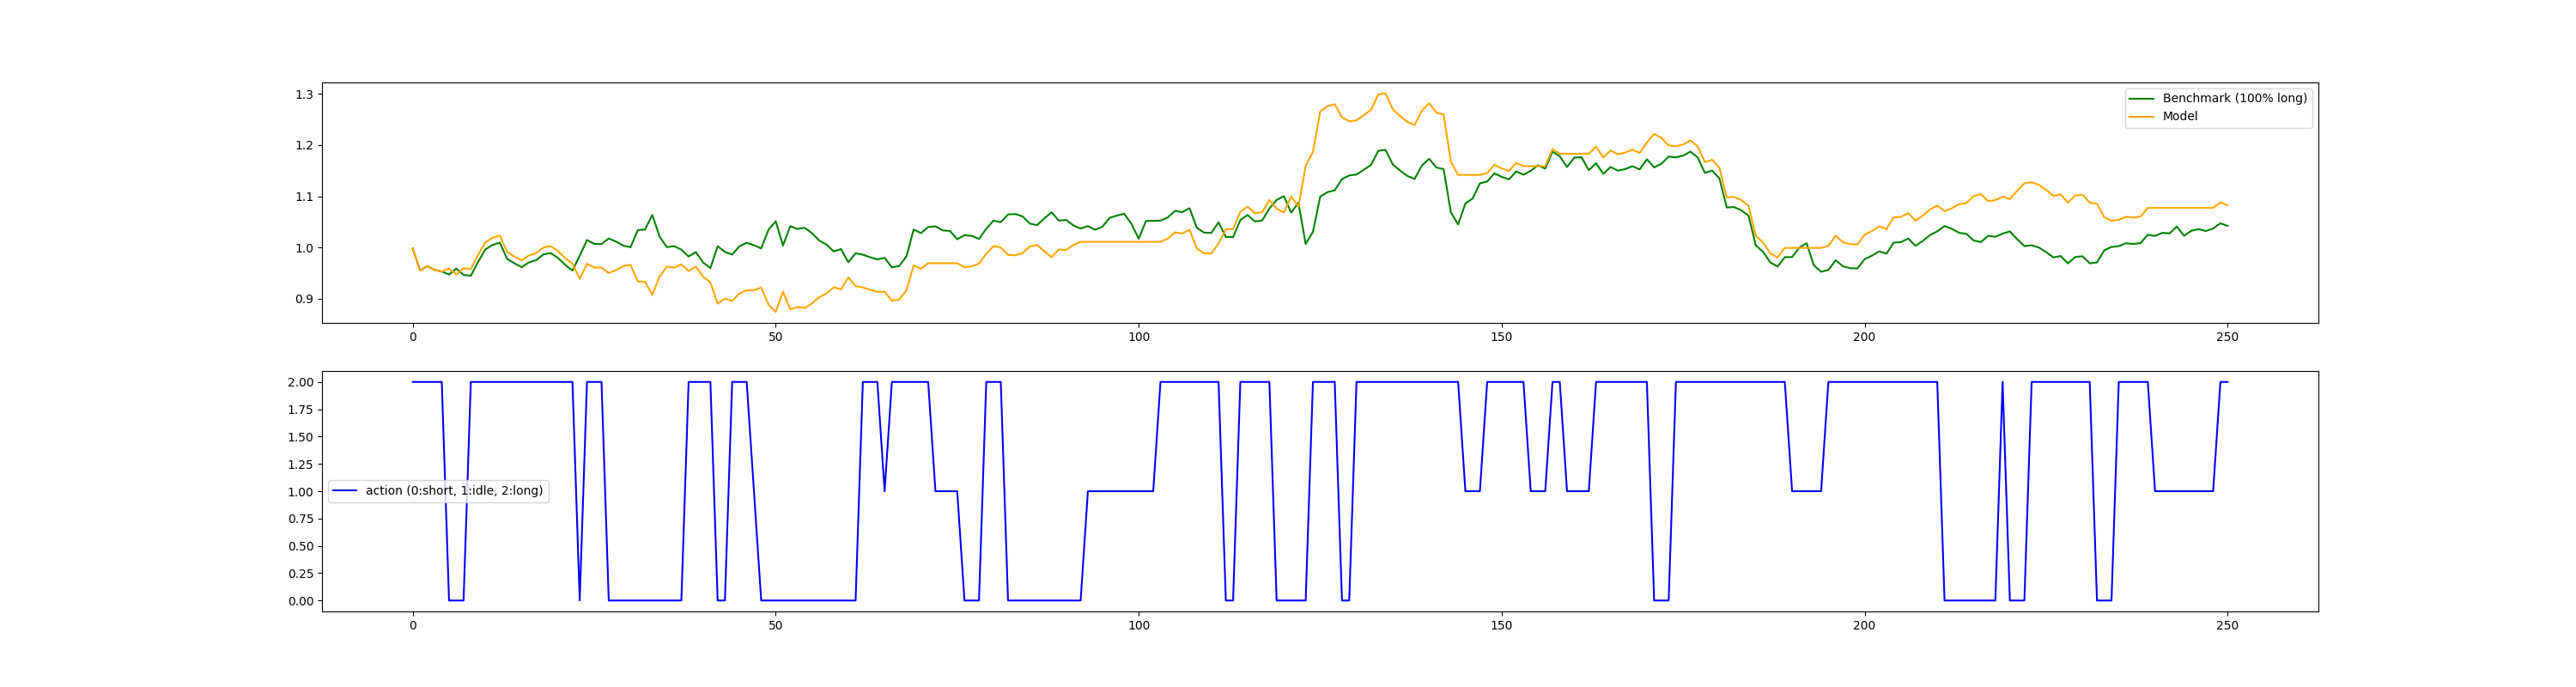 1.3
1.2
1.1
1.0
0.9
Benchmark (100% long)
Model
0 50 100 150 200 250
2.00
1.75
1.50
1.25
1.00
0.75
0.50
0.25
0.00
action (0:short, 1:idle, 2:long)
0 50 100 150 200 250